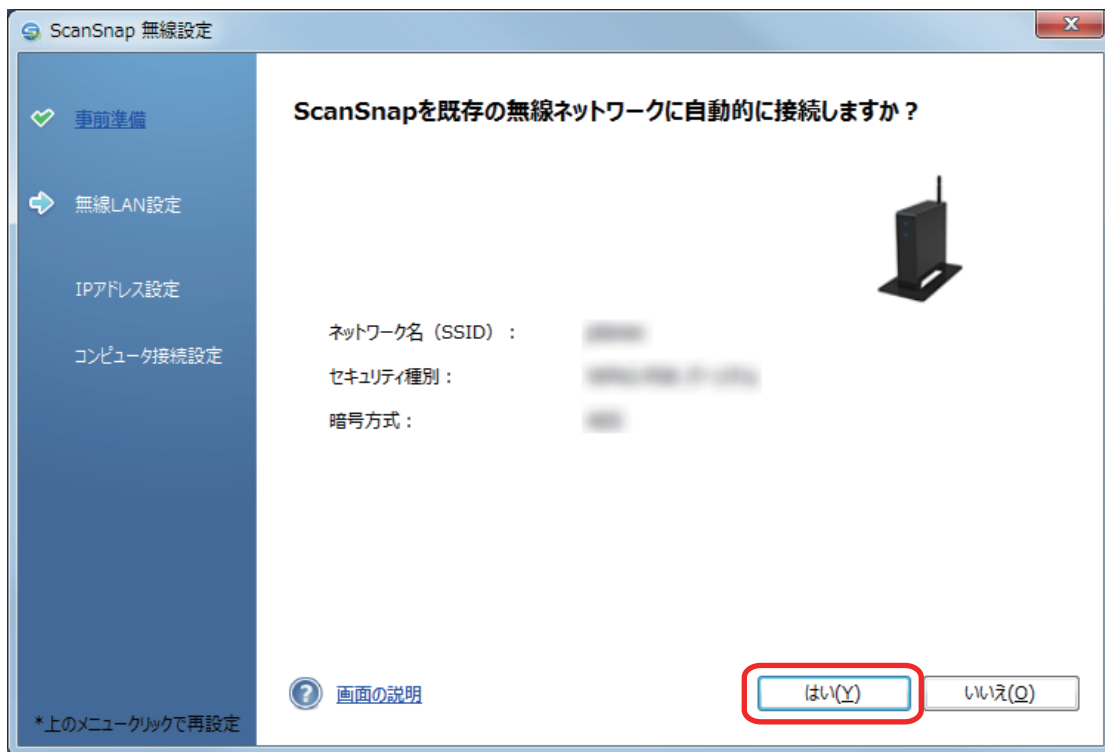 ScanSnap 無線設定
事前準備
無線LAN設定
IPアドレス設定
コンピュータ接続設定
*上のメニュークリックで再設定
ScanSnapを既存の無線ネットワークに自動的に接続しますか？
ネットワーク名（SSID）：
セキュリティ種別：
暗号方式：
画面の説明
はい(Y)
いいえ(O)